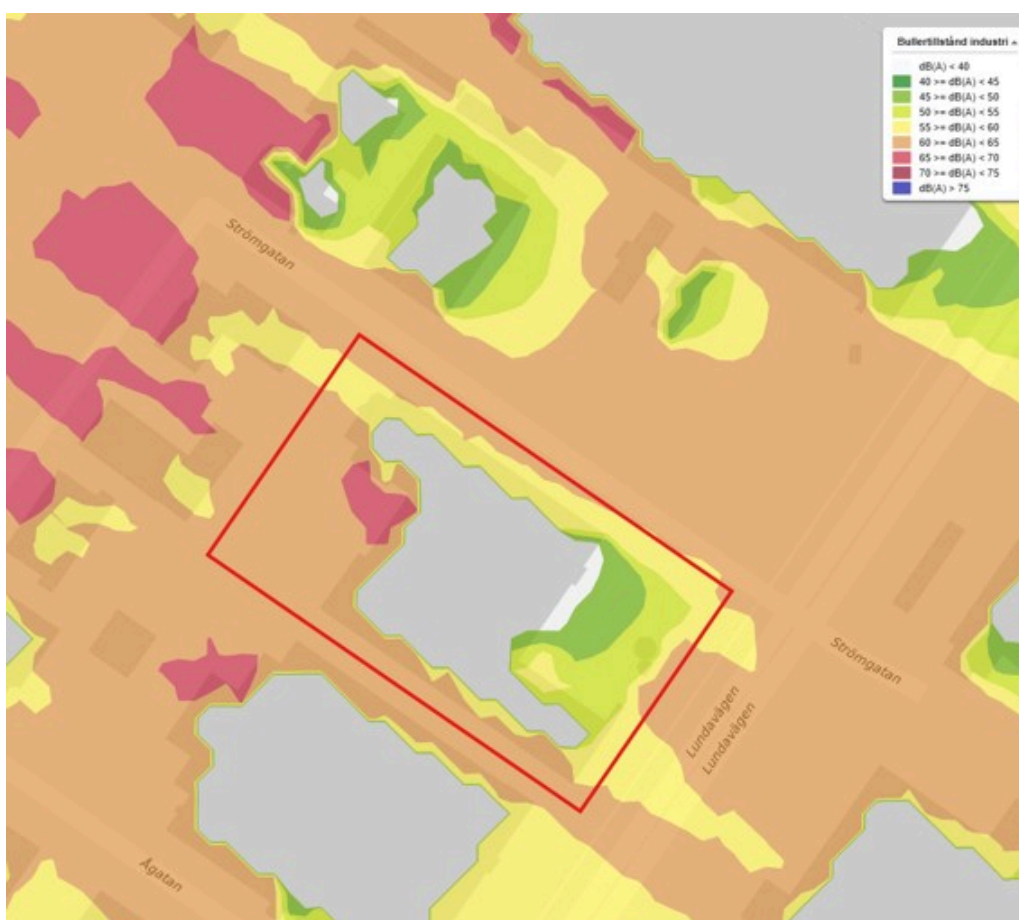 Bullertillstånd industri
dB(A) < 40
40 >= dB(A) < 45
45 >= dB(A) < 50
50 >= dB(A) < 55
55 >= dB(A) < 60
60 >= dB(A) < 65
65 >= dB(A) < 70
70 >= dB(A) < 75
dB(A) > 75
Strömgatan
Strömgatan
Lundavägen
Lundavägen
Ågatan